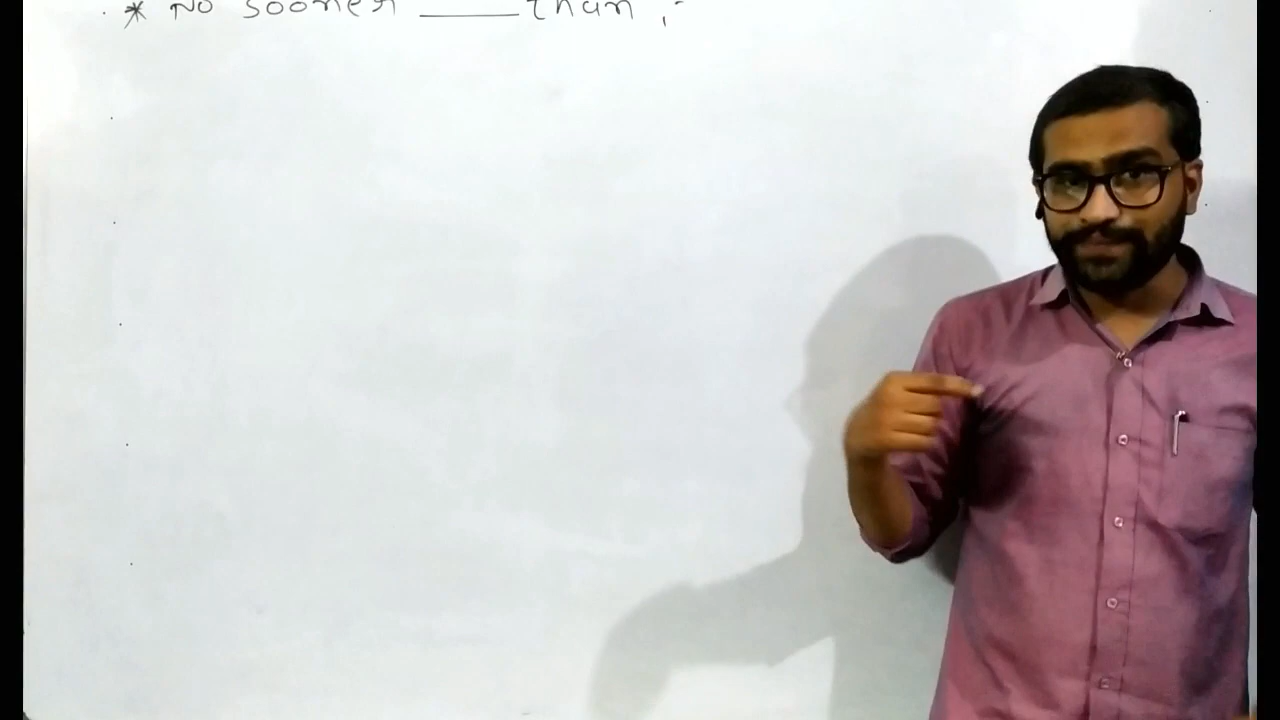 * No sooner ____ than :-